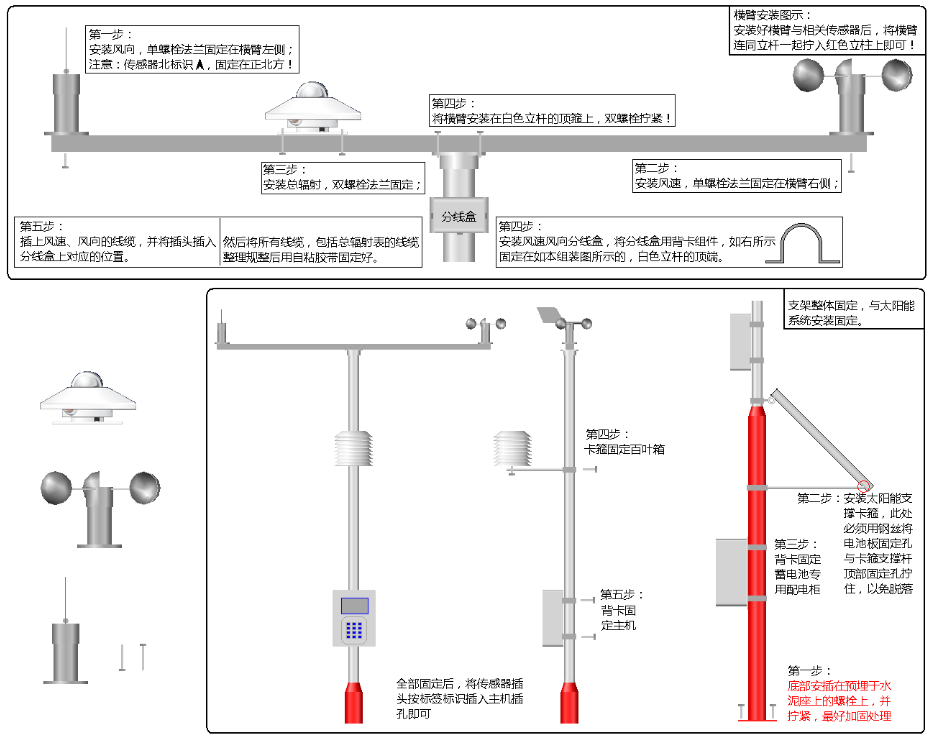 第一步：
安装风向，单螺栓法兰固定在横臂左侧；
注意：传感器北标识A，固定在正北方！
横臂安装图示：
安装好横臂与相关传感器后，将横臂
连同立杆一起拧入红色立柱上即可！
第四步：
将横臂安装在白色立杆的顶箍上，双螺栓拧紧！
第三步：
安装总辐射，双螺栓法兰固定；
第二步：
安装风速，单螺栓法兰固定在横臂右侧；
分线盒
第五步：
插上风速、风向的线缆，并将插头插入
分线盒上对应的位置。
然后将所有线缆，包括总辐射表的线缆
整理规整后用自粘胶带固定好。
第四步：
安装风速风向分线盒，将分线盒用背卡组件，如右所示
固定在如本组装图所示的，白色立杆的顶端。
支架整体固定，与太阳能
系统安装固定。
第四步：
卡箍固定百叶箱
第五步：
背卡固
定主机
全部固定后，将传感器插
头按标签标识插入主机插
孔即可
第二步：安装太阳能支
撑卡箍，此处
必须用钢丝将
电池板固定孔
与卡箍支撑杆
顶部固定孔拧
住，以免脱落
第三步：
背卡固定
蓄电池专
用配电柜
第一步：
底部安插在预埋于水
泥座上的螺栓上，并
拧紧，最好加固处理